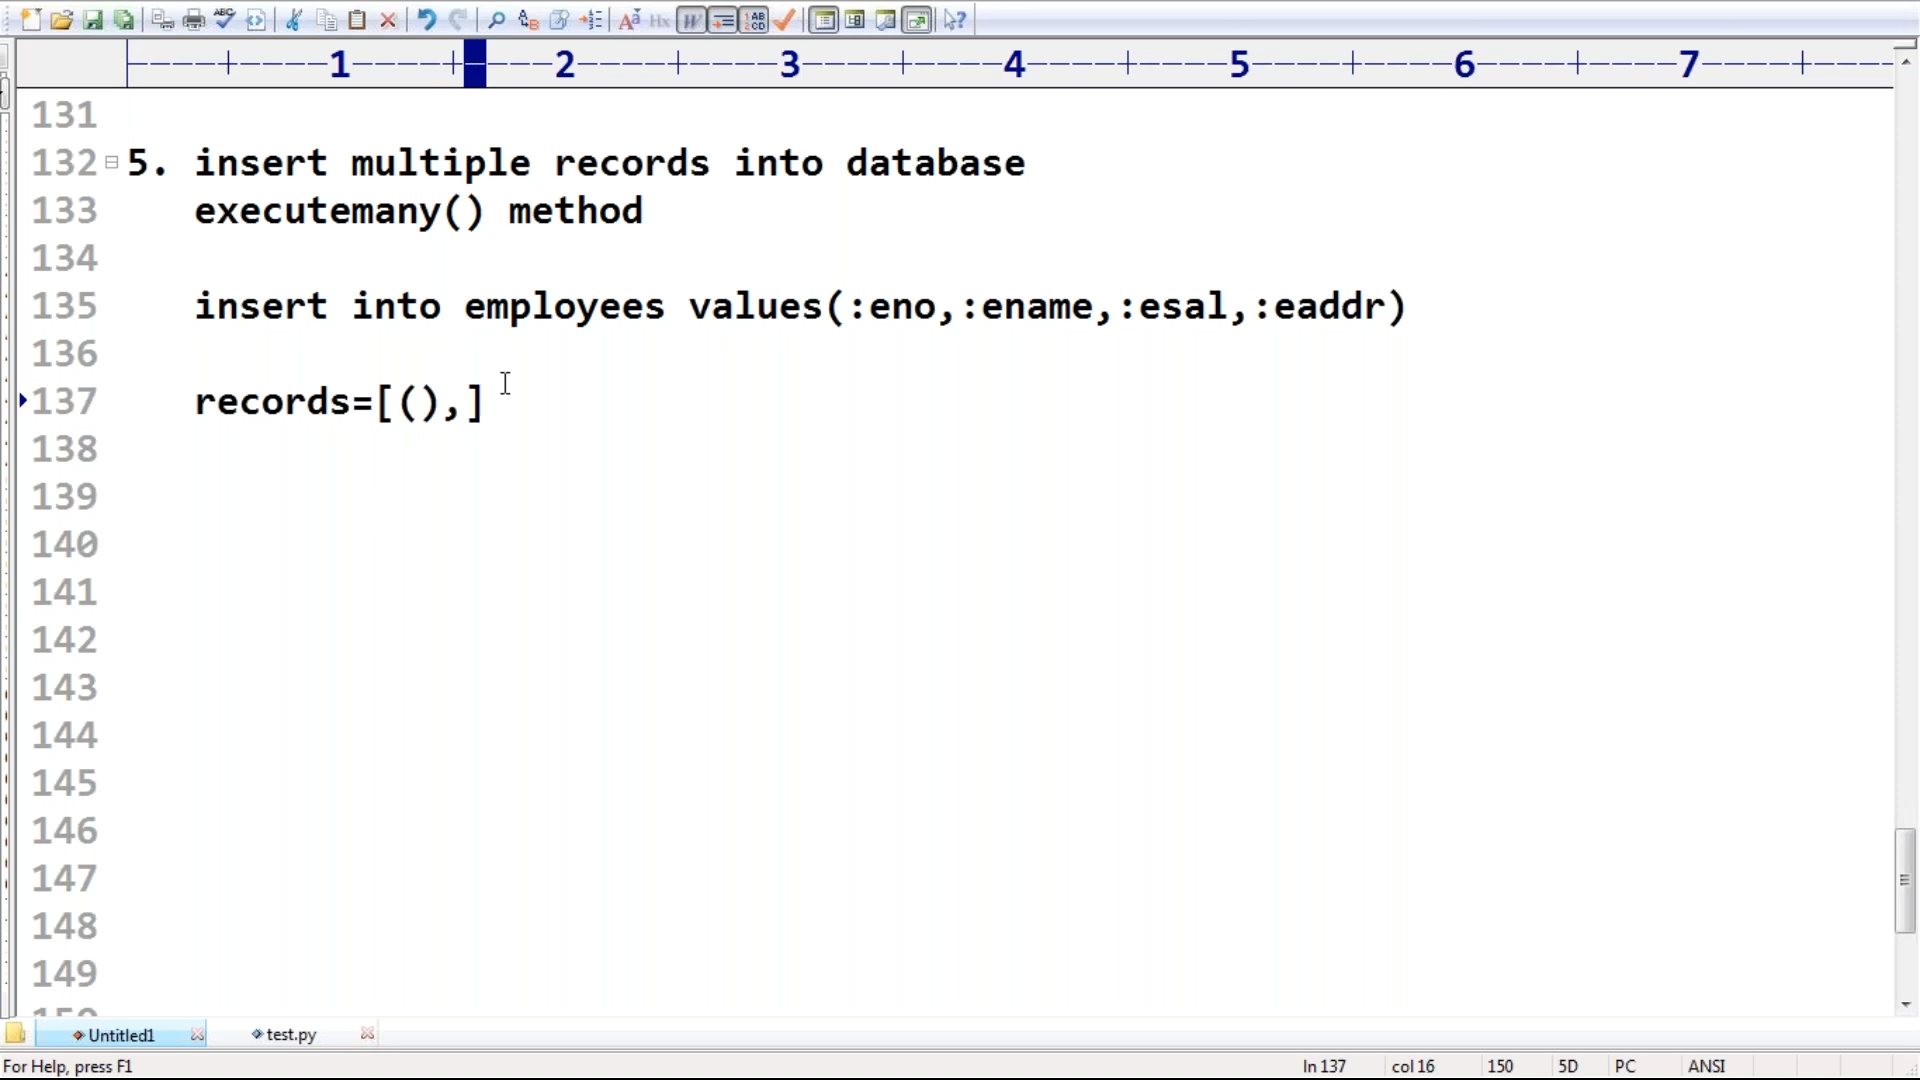 1 2 3 4 5 6 7
131
132 5. insert multiple records into database
133 executemany() method
134
135 insert into employees values(:eno,:ename,:esal,:eaddr)
136
137 records=[(),]
138
139
140
141
142
143
144
145
146
147
148
149
Untitled1 test.py
For Help, press F1 ln 137 col 16 150 5D PC ANSI